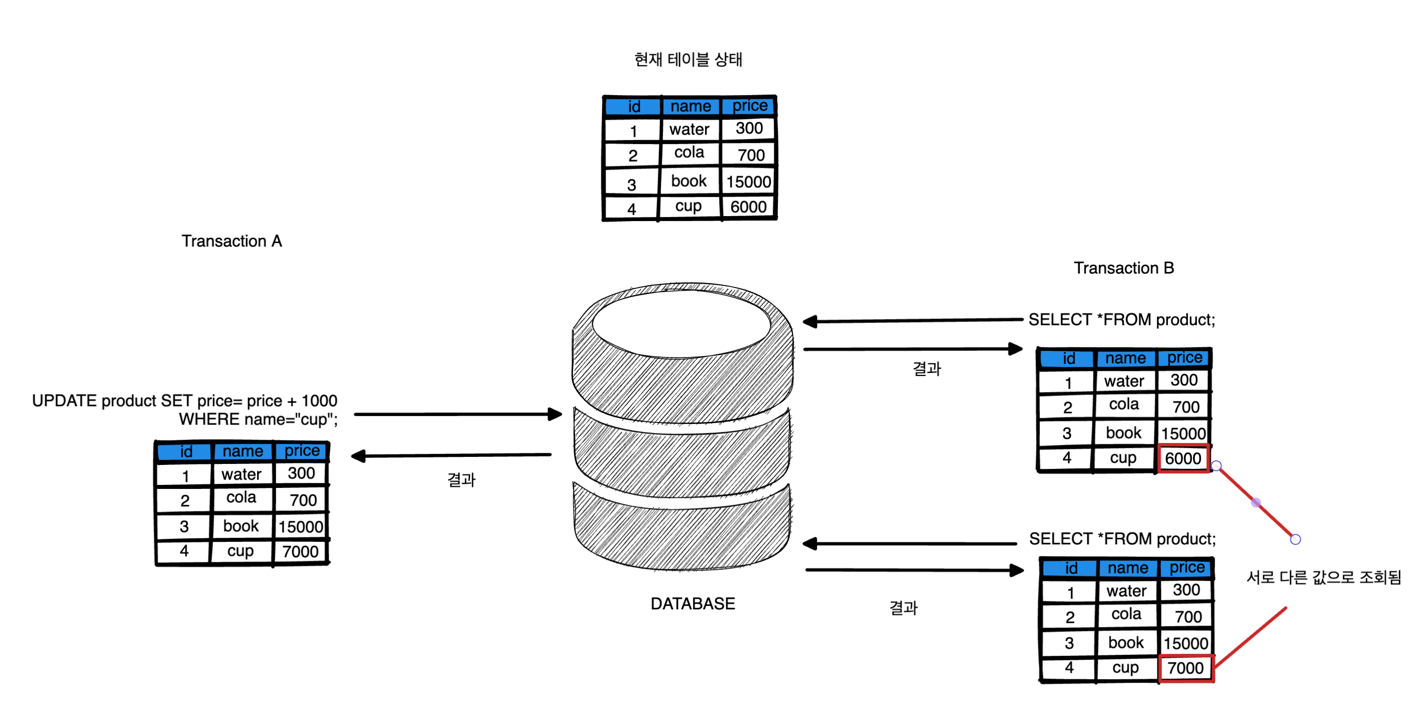 현재 테이블 상태
id name price
1 water 300
2 cola 700
3 book 15000
4 cup 6000
Transaction A
UPDATE product SET price= price + 1000
WHERE name="cup";
id name price
1 water 300
2 cola 700
3 book 15000
4 cup 7000
결과
DATABASE
Transaction B
SELECT *FROM product;
결과
id name price
1 water 300
2 cola 700
3 book 15000
4 cup 6000
SELECT *FROM product;
결과
id name price
1 water 300
2 cola 700
3 book 15000
4 cup 7000
서로 다른 값으로 조회됨